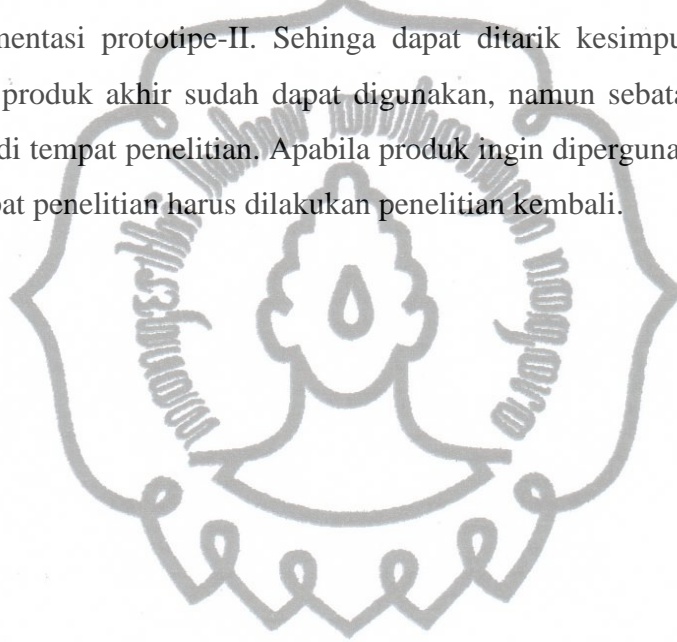 mentasi prototipe-II. Sehinga dapat ditarik kesimpu
produk akhir sudah dapat digunakan, namun sebata
di tempat penelitian. Apabila produk ingin diperguna
at penelitian harus dilakukan penelitian kembali.